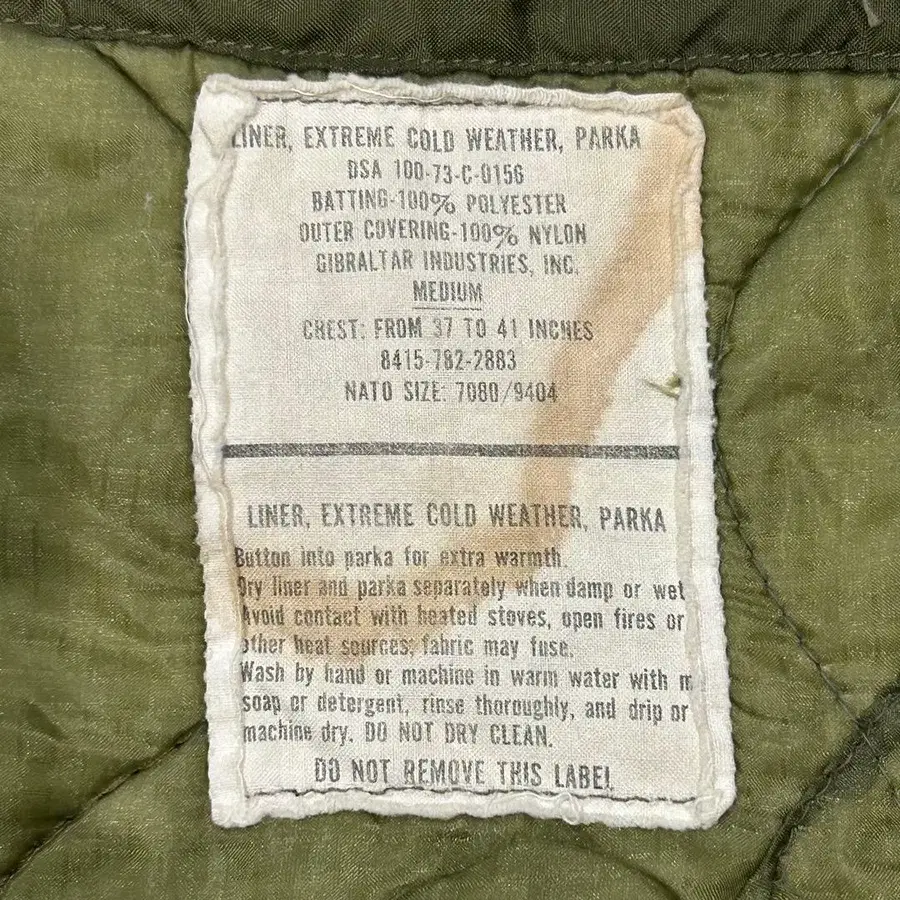 LINER, EXTREME COLD WEATHER, PARKA
DSA 100-73-C-0156
BATTING-100% POLYESTER
OUTER COVERING-100% NYLON
GIBRALTAR INDUSTRIES, INC.
MEDIUM
CHEST: FROM 37 TO 41 INCHES
8415-782-2883
NATO SIZE: 7080/9404
LINER, EXTREME COLD WEATHER, PARKA
Button into parka for extra warmth.
Dry liner and parka separately when damp or wet
Avoid contact with heated stoves, open fires or
other heat sources; fabric may fuse.
Wash by hand or machine in warm water with m
soap or detergent, rinse thoroughly, and drip or
machine dry. DO NOT DRY CLEAN.
DO NOT REMOVE THIS LABEL